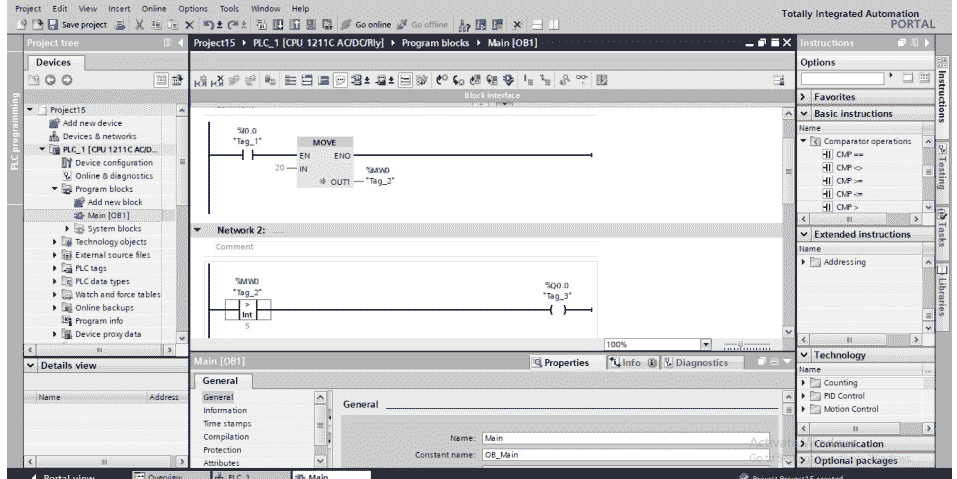 Project Edit View Insert Online Options Tools Window Help
Totally Integrated Automation
PORTAL
Save project
Go online
Go offline
Project tree
Project15 PLC_1 [CPU 1211C AC/DC/Rly] Program blocks Main [OB1]
Instructions
Devices
Options
PLC programming
Block interface
Favorites
Basic instructions
Name
Project15
Add new device
Devices & networks
PLC_1 [CPU 1211C AC/D...
Device configuration
Online & diagnostics
Program blocks
Add new block
Main [OB1]
System blocks
Technology objects
External source files
PLC tags
PLC data types
Watch and force tables
Online backups
Program info
Device proxy data
%I0.0
"Tag_1"
MOVE
EN ENO
20 IN
%MW0
OUT1 "Tag_2"
Network 2: .....
Comment
%MW0
"Tag_2"
>
Int
5
%Q0.0
"Tag_3"
100%
Comparator operations
CMP ==
CMP <>
CMP >=
CMP <=
CMP >
Extended instructions
Name
Addressing
Technology
Name
Counting
PID Control
Motion Control
Communication
Optional packages
Instructions
Testing
Tasks
Libraries
Details view
Name Address
Main [OB1]
Properties Info Diagnostics
General
General
Information
Time stamps
Compilation
Protection
Attributes
General
Name: Main
Constant name: OB_Main
Portal view Overview PLC_1 Main
Project Project15 created.